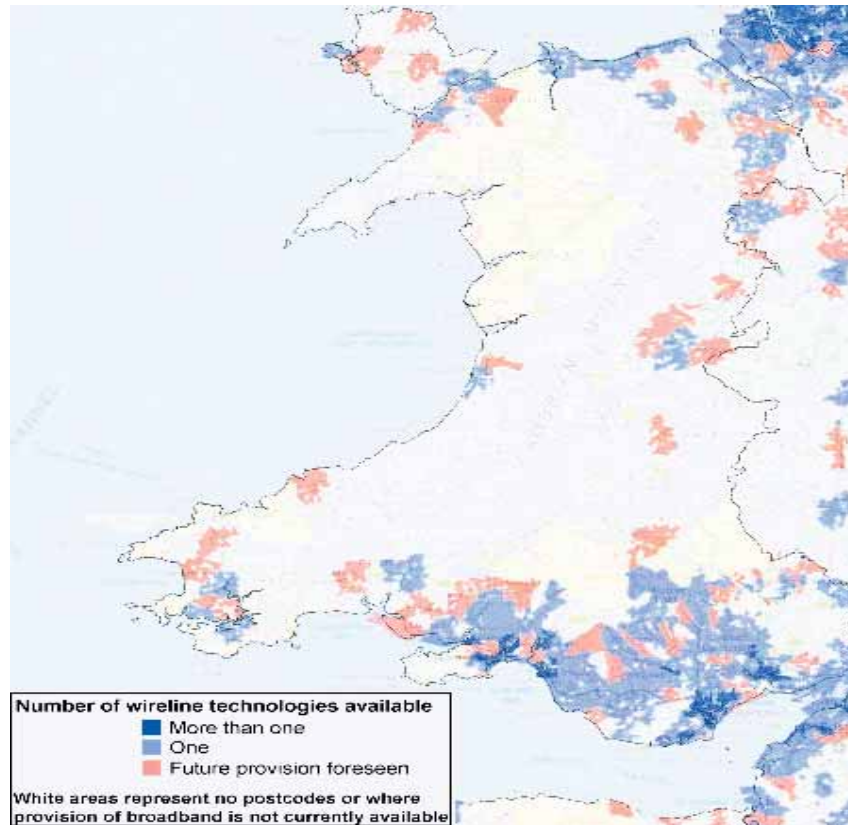 Number of wireline technologies available
More than one
One
Future provision foreseen
White areas represent no postcodes or where
provision of broadband is not currently available